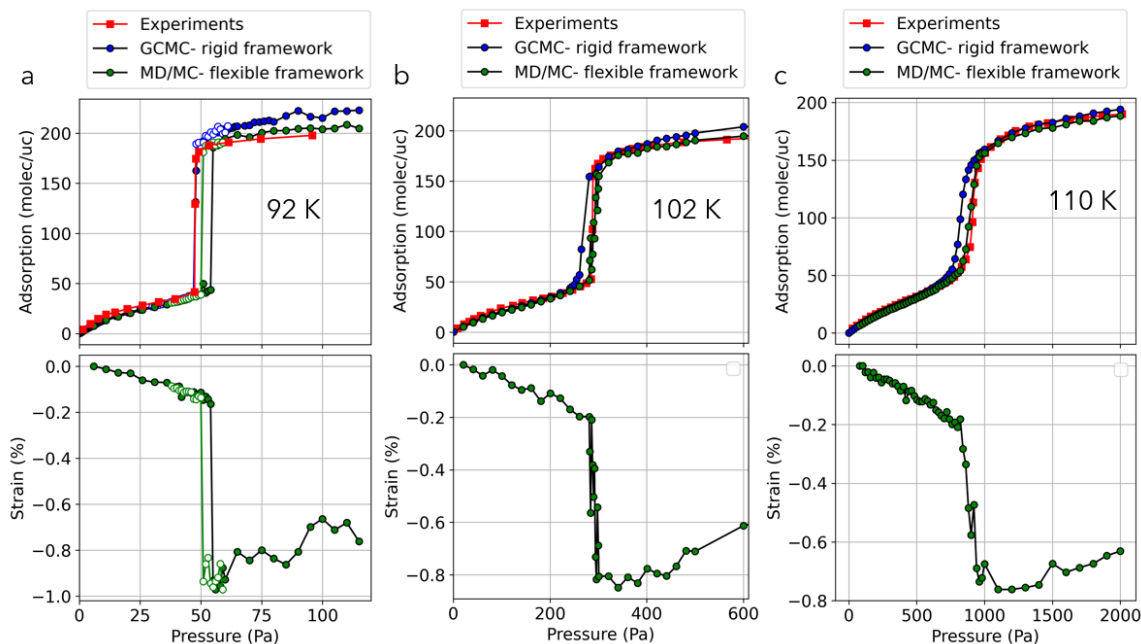 a
Experiments
GCMC- rigid framework
MD/MC- flexible framework
Adsorption (molec/uc)
200
150
100
50
0
92 K
Strain (%)
0.0
−0.2
−0.4
−0.6
−0.8
−1.0
0 25 50 75 100
Pressure (Pa)
b
Experiments
GCMC- rigid framework
MD/MC- flexible framework
Adsorption (molec/uc)
200
150
100
50
0
102 K
Strain (%)
0.0
−0.2
−0.4
−0.6
−0.8
0 200 400 600
Pressure (Pa)
c
Experiments
GCMC- rigid framework
MD/MC- flexible framework
Adsorption (molec/uc)
200
150
100
50
0
110 K
Strain (%)
0.0
−0.2
−0.4
−0.6
−0.8
0 500 1000 1500 2000
Pressure (Pa)